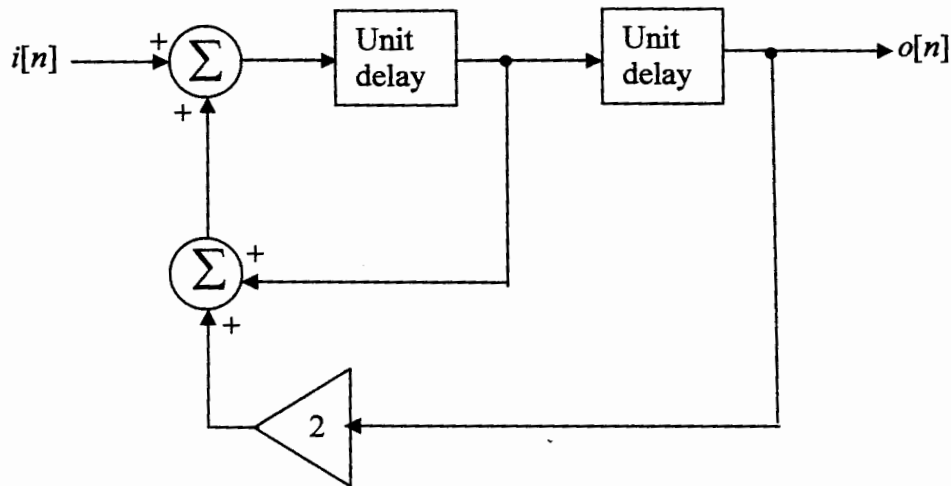 i[n]
+
Σ
+
Unit
delay
Unit
delay
o[n]
Σ
+
+
2